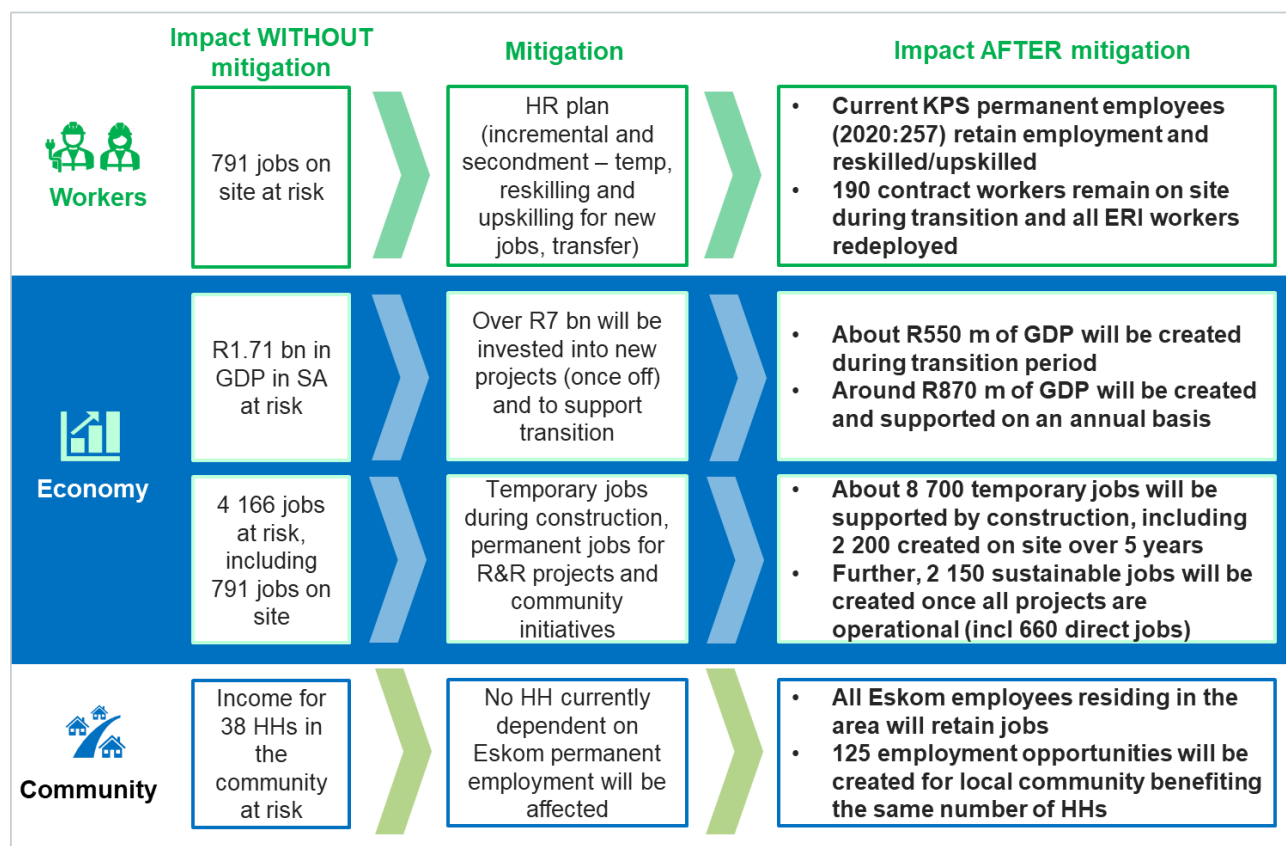 Impact WITHOUT
mitigation
Mitigation
Impact AFTER mitigation
Workers
791 jobs on
site at risk
HR plan
(incremental and
secondment – temp,
reskilling and
upskilling for new
jobs, transfer)
• Current KPS permanent employees
(2020:257) retain employment and
reskilled/upskilled
• 190 contract workers remain on site
during transition and all ERI workers
redeployed
Economy
R1.71 bn in
GDP in SA
at risk
Over R7 bn will be
invested into new
projects (once off)
and to support
transition
• About R550 m of GDP will be created
during transition period
• Around R870 m of GDP will be created
and supported on an annual basis
4 166 jobs
at risk,
including
791 jobs on
site
Temporary jobs
during construction,
permanent jobs for
R&R projects and
community
initiatives
• About 8 700 temporary jobs will be
supported by construction, including
2 200 created on site over 5 years
• Further, 2 150 sustainable jobs will be
created once all projects are
operational (incl 660 direct jobs)
Community
Income for
38 HHs in
the
community
at risk
No HH currently
dependent on
Eskom permanent
employment will be
affected
• All Eskom employees residing in the
area will retain jobs
• 125 employment opportunities will be
created for local community benefiting
the same number of HHs